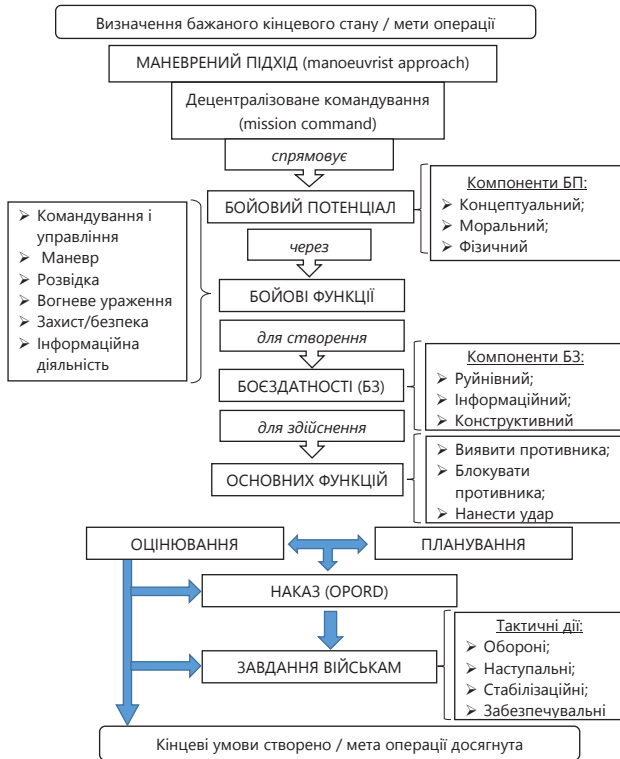 Визначення бажаного кінцевого стану / мети операції
МАНЕВРЕНИЙ ПІДХІД (manoeuvrist approach)
Децентралізоване командування
(mission command)
спрямовує
БОЙОВИЙ ПОТЕНЦІАЛ
Компоненти БП:
Концептуальний;
Моральний;
Фізичний
Командування і
управління
Маневр
Розвідка
Вогневе ураження
Захист/безпека
Інформаційна
діяльність
через
БОЙОВІ ФУНКЦІЇ
для створення
БОЄЗДАТНОСТІ (БЗ)
Компоненти БЗ:
Руйнівний;
Інформаційний;
Конструктивний
для здійснення
ОСНОВНИХ ФУНКЦІЙ
Виявити противника;
Блокувати
противника;
Нанести удар
ОЦІНЮВАННЯ
ПЛАНУВАННЯ
НАКАЗ (OPORD)
ЗАВДАННЯ ВІЙСЬКАМ
Тактичні дії:
Обороні;
Наступальні;
Стабілізаційні;
Забезпечувальні
Кінцеві умови створено / мета операції досягнута